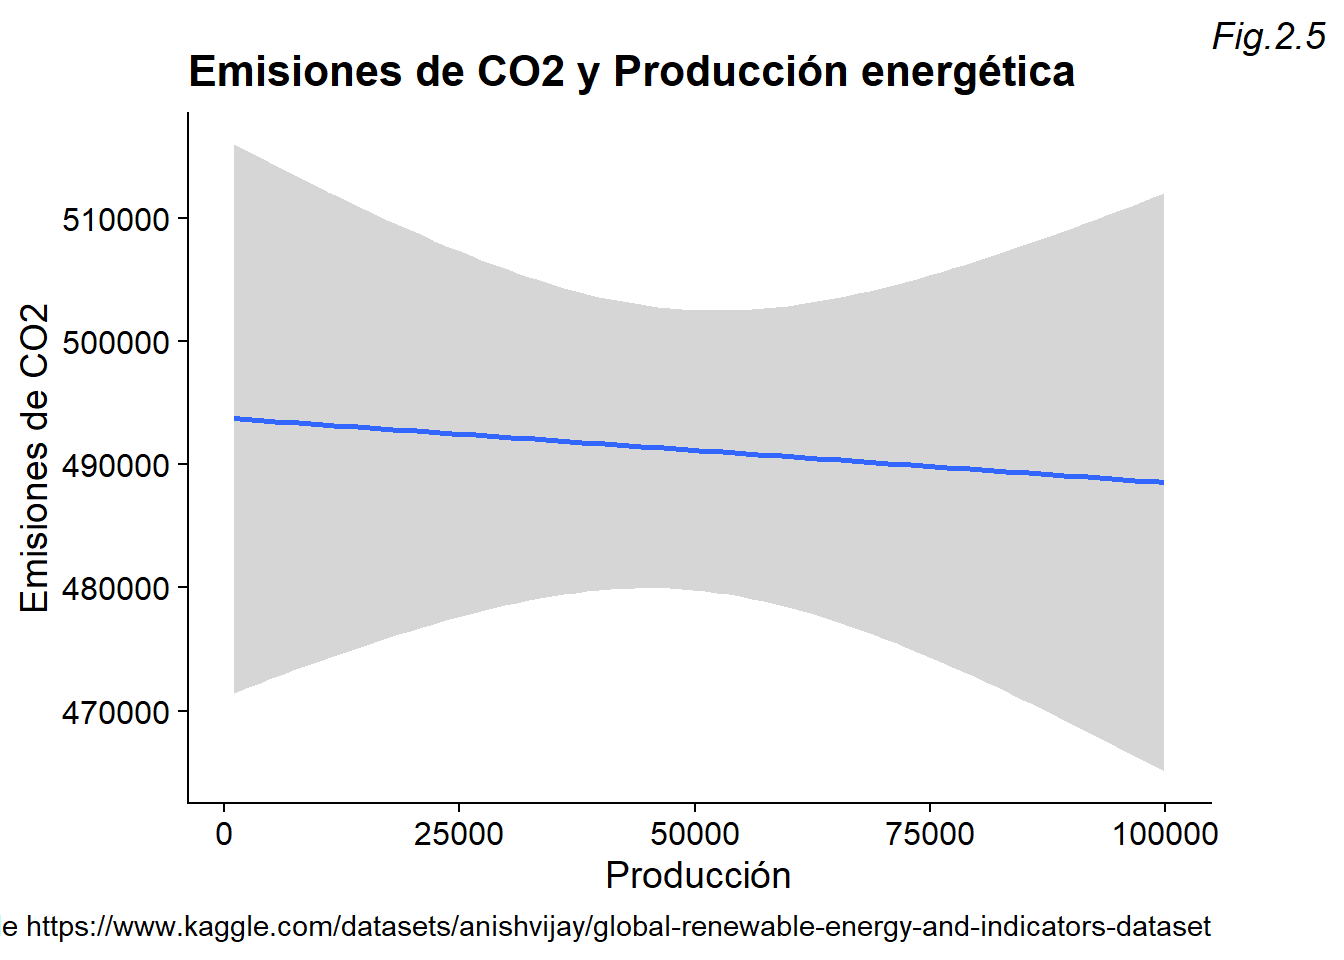 Fig.2.5
Emisiones de CO2 y Producción energética
Emisiones de CO2
510000
500000
490000
480000
470000
0 25000 50000 75000 100000
Producción
https://www.kaggle.com/datasets/anishvijay/global-renewable-energy-and-indicators-dataset